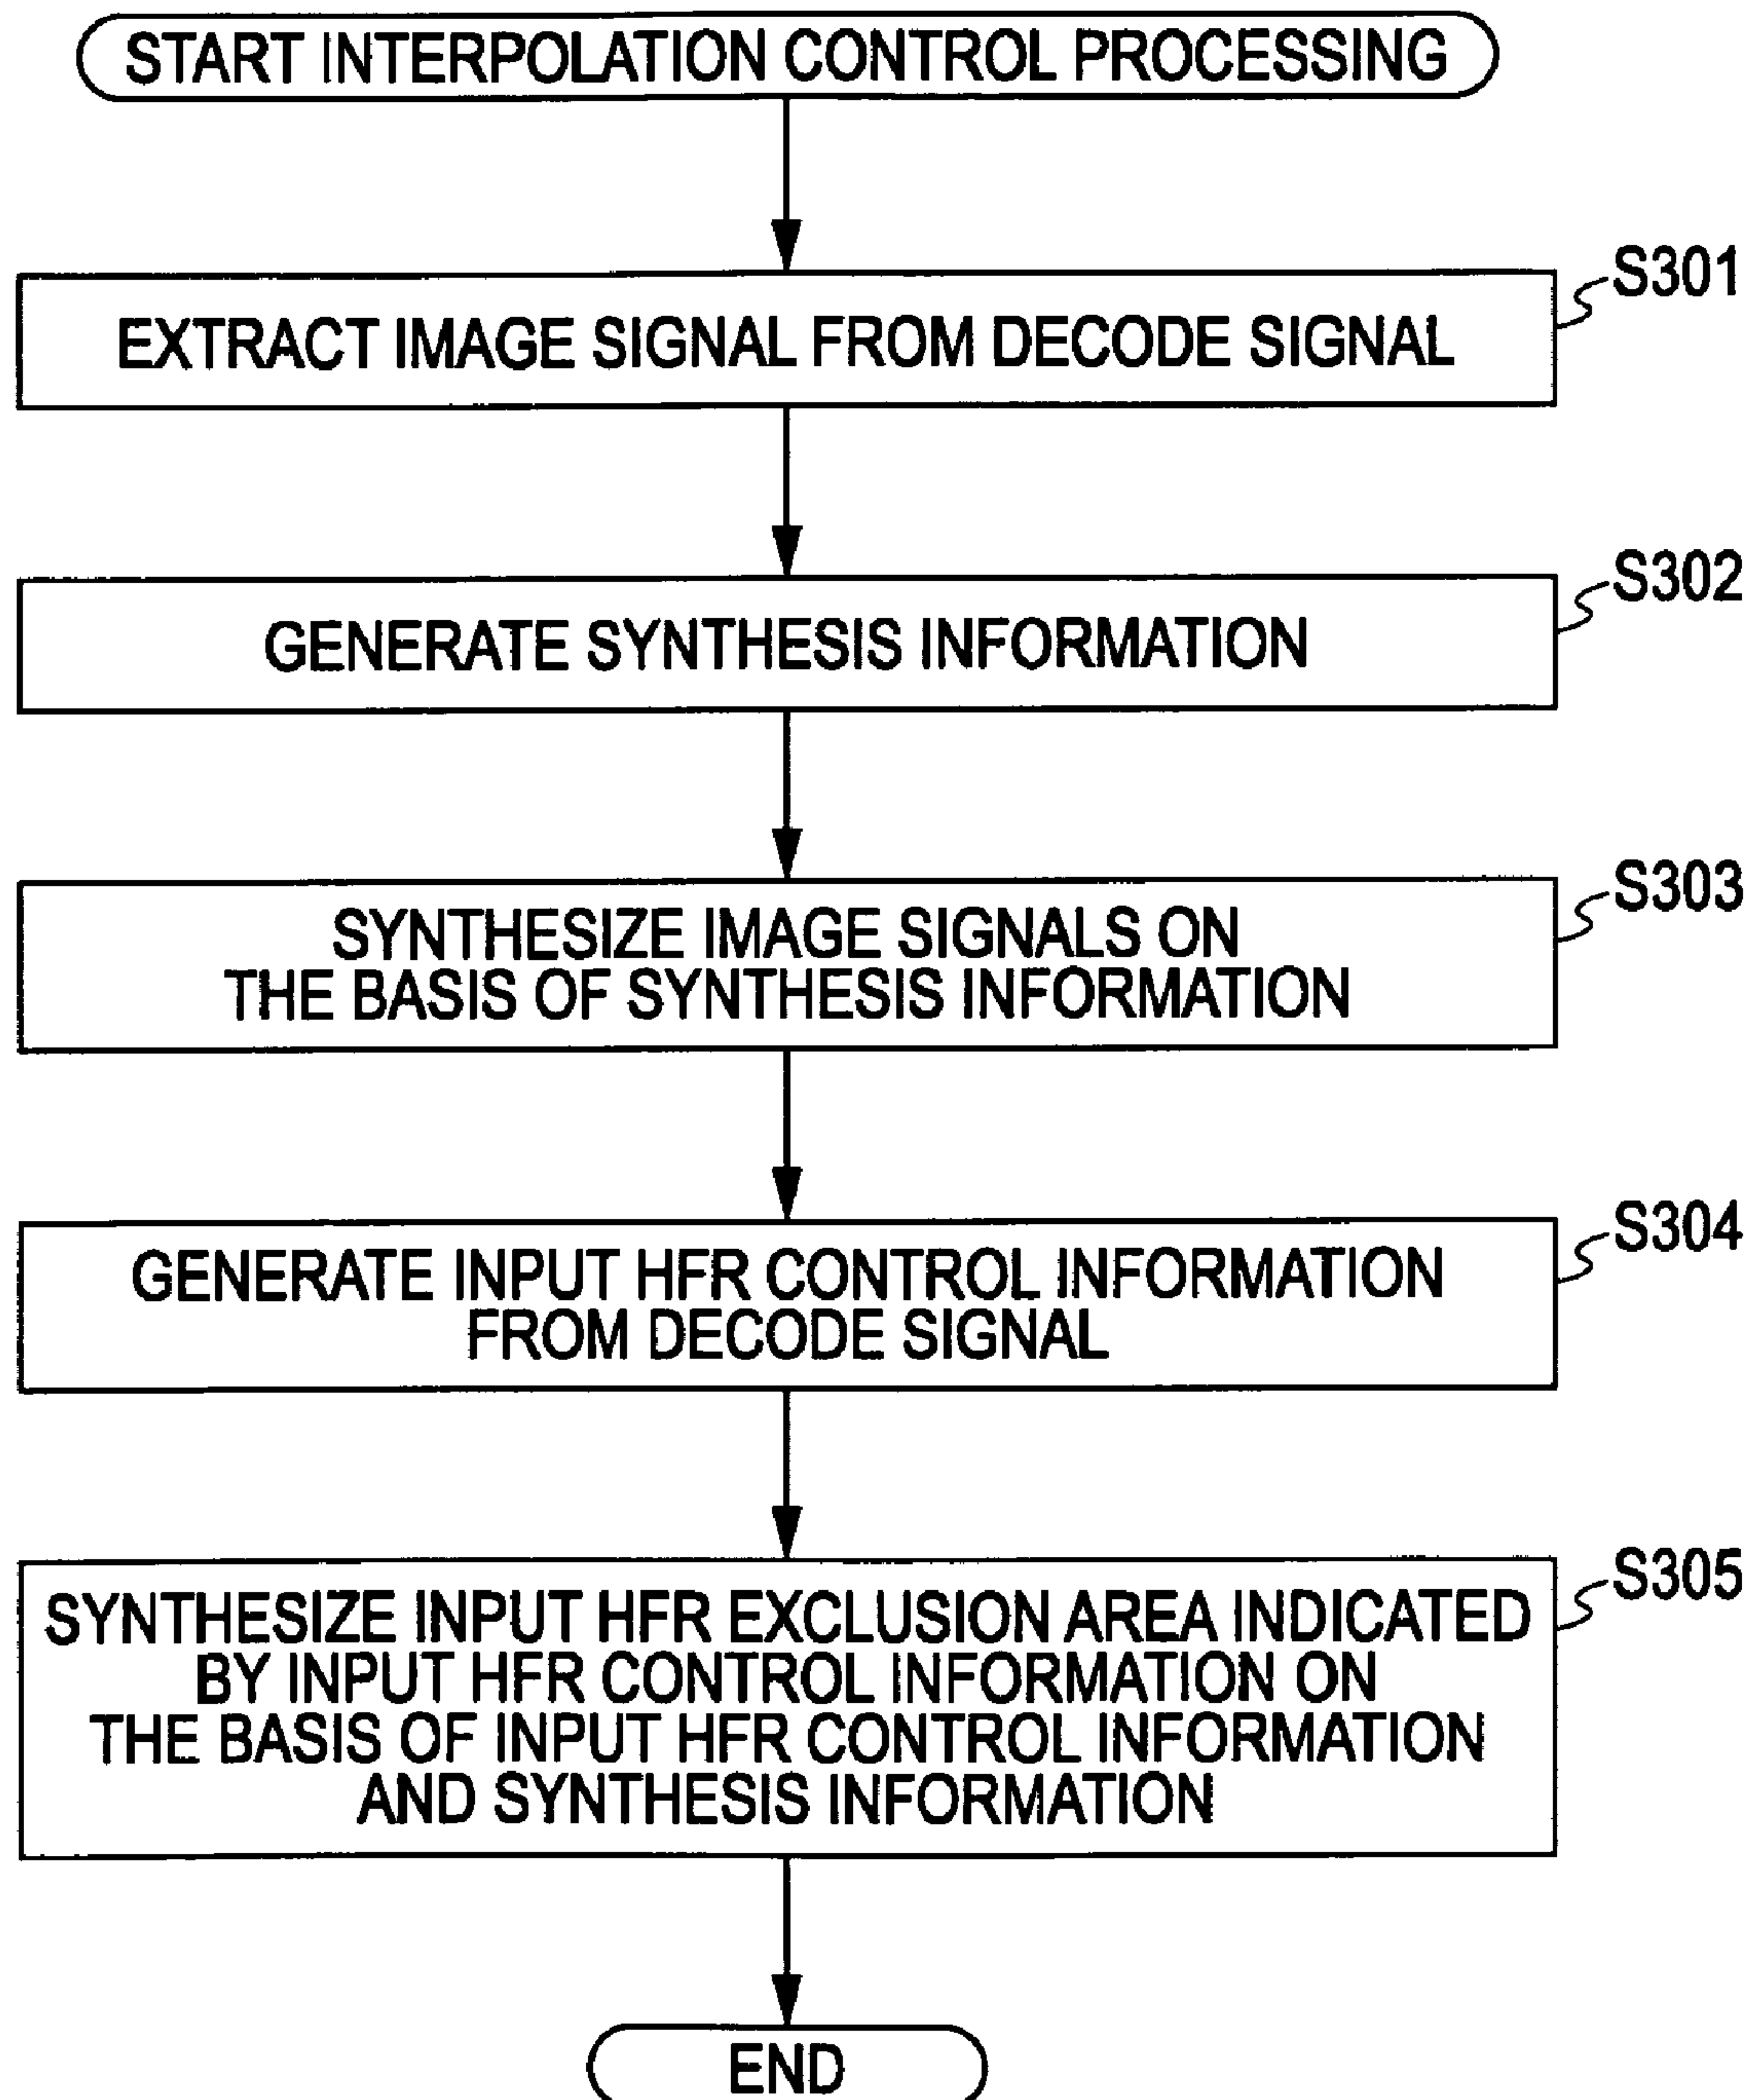 START INTERPOLATION CONTROL PROCESSING
S301
EXTRACT IMAGE SIGNAL FROM DECODE SIGNAL
S302
GENERATE SYNTHESIS INFORMATION
S303
SYNTHESIZE IMAGE SIGNALS ON
THE BASIS OF SYNTHESIS INFORMATION
S304
GENERATE INPUT HFR CONTROL INFORMATION
FROM DECODE SIGNAL
S305
SYNTHESIZE INPUT HFR EXCLUSION AREA INDICATED
BY INPUT HFR CONTROL INFORMATION ON
THE BASIS OF INPUT HFR CONTROL INFORMATION
AND SYNTHESIS INFORMATION
END